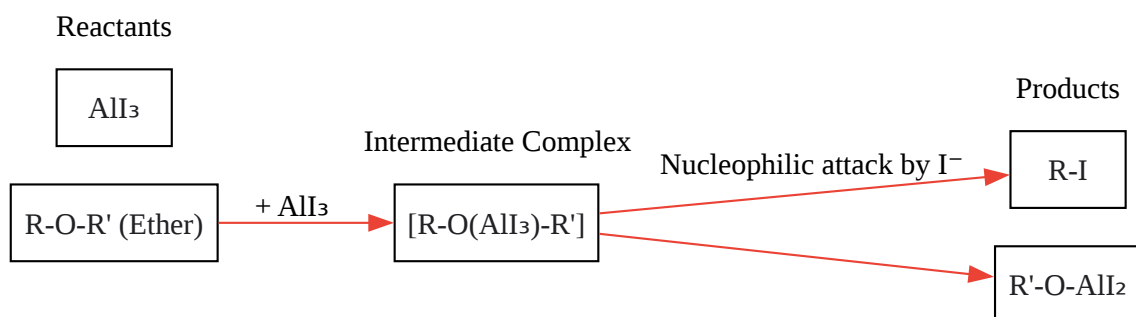 Reactants
AlI₃
Products
Intermediate Complex
Nucleophilic attack by I⁻
R-I
R-O-R' (Ether)
+ AlI₃
[R-O(AlI₃)-R']
R'-O-AlI₂